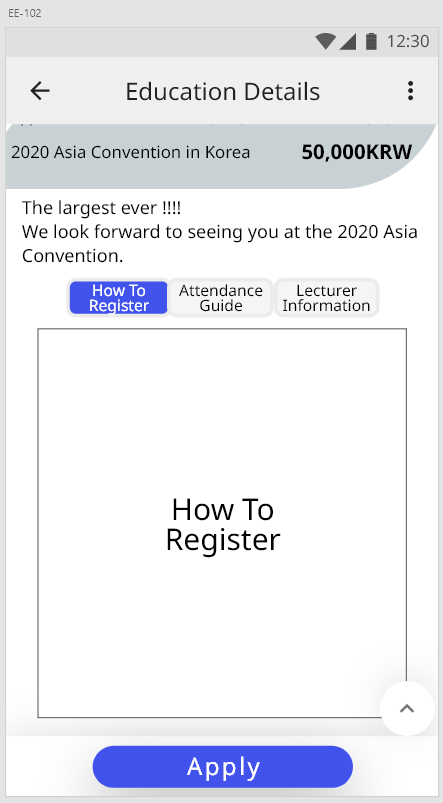 EE-102
12:30
Education Details
2020 Asia Convention in Korea 50,000KRW
The largest ever !!!!
We look forward to seeing you at the 2020 Asia
Convention.
How To
Register
Attendance
Guide
Lecturer
Information
How To
Register
Apply